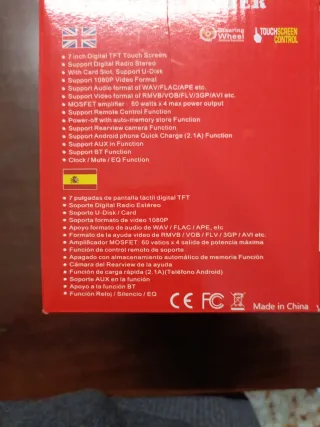 Steering
Wheel
TOUCHSCREEN
CONTROL
7 inch Digital TFT Touch Screen
Support Digital Radio Stereo
With Card Slot, Support U-Disk
Support 1080P Video Format
Support Audio format of WAV/FLAC/APE etc.
Support Video format of RMVB/VOB/FLV/3GP/AVI etc.
MOSFET amplifier : 60 watts x 4 max power output
Support Remote Control Function
Power-off with auto-memory store Function
Support Rearview camera Function
Support Android phone Quick Charge (2.1A) Function
Support AUX in Function
Support BT Function
Clock / Mute / EQ Function
7 pulgadas de pantalla táctil digital TFT
Soporte Digital Radio Estéreo
Soporte U-Disk / Card
Soporta formato de vídeo 1080P
Apoyo formato de audio de WAV / FLAC / APE, etc
Formato de la ayuda vídeo de RMVB / VOB / FLV / 3GP / AVI etc.
Amplificador MOSFET: 60 vatios x 4 salida de potencia máxima
Función de control remoto de soporte
Apagado con almacenamiento automático de memoria Función
Cámara del Rearview de la ayuda
Función de carga rápida (2.1A)(Teléfono Android)
Soporte AUX en la función
Apoyo a la función BT
Función Reloj / Silencio / EQ
CE FC Made in China